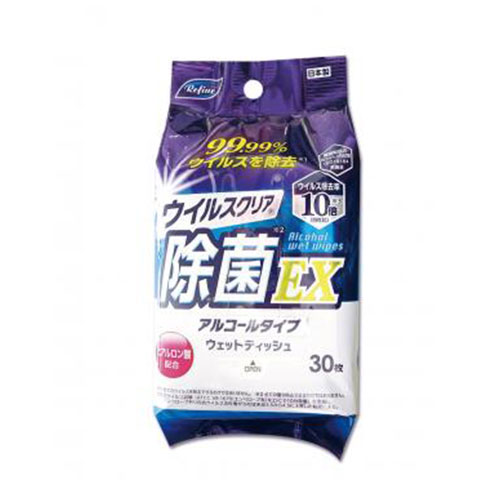 Refine
日本製
99.99%
ウイルスを除去※1
ウイルス除去率
10倍
ウイルスクリア
除菌※2EX
Alcohol
wet wipes
アルコールタイプ
ウェットティッシュ
ヒアルロン酸
配合
OPEN
30枚